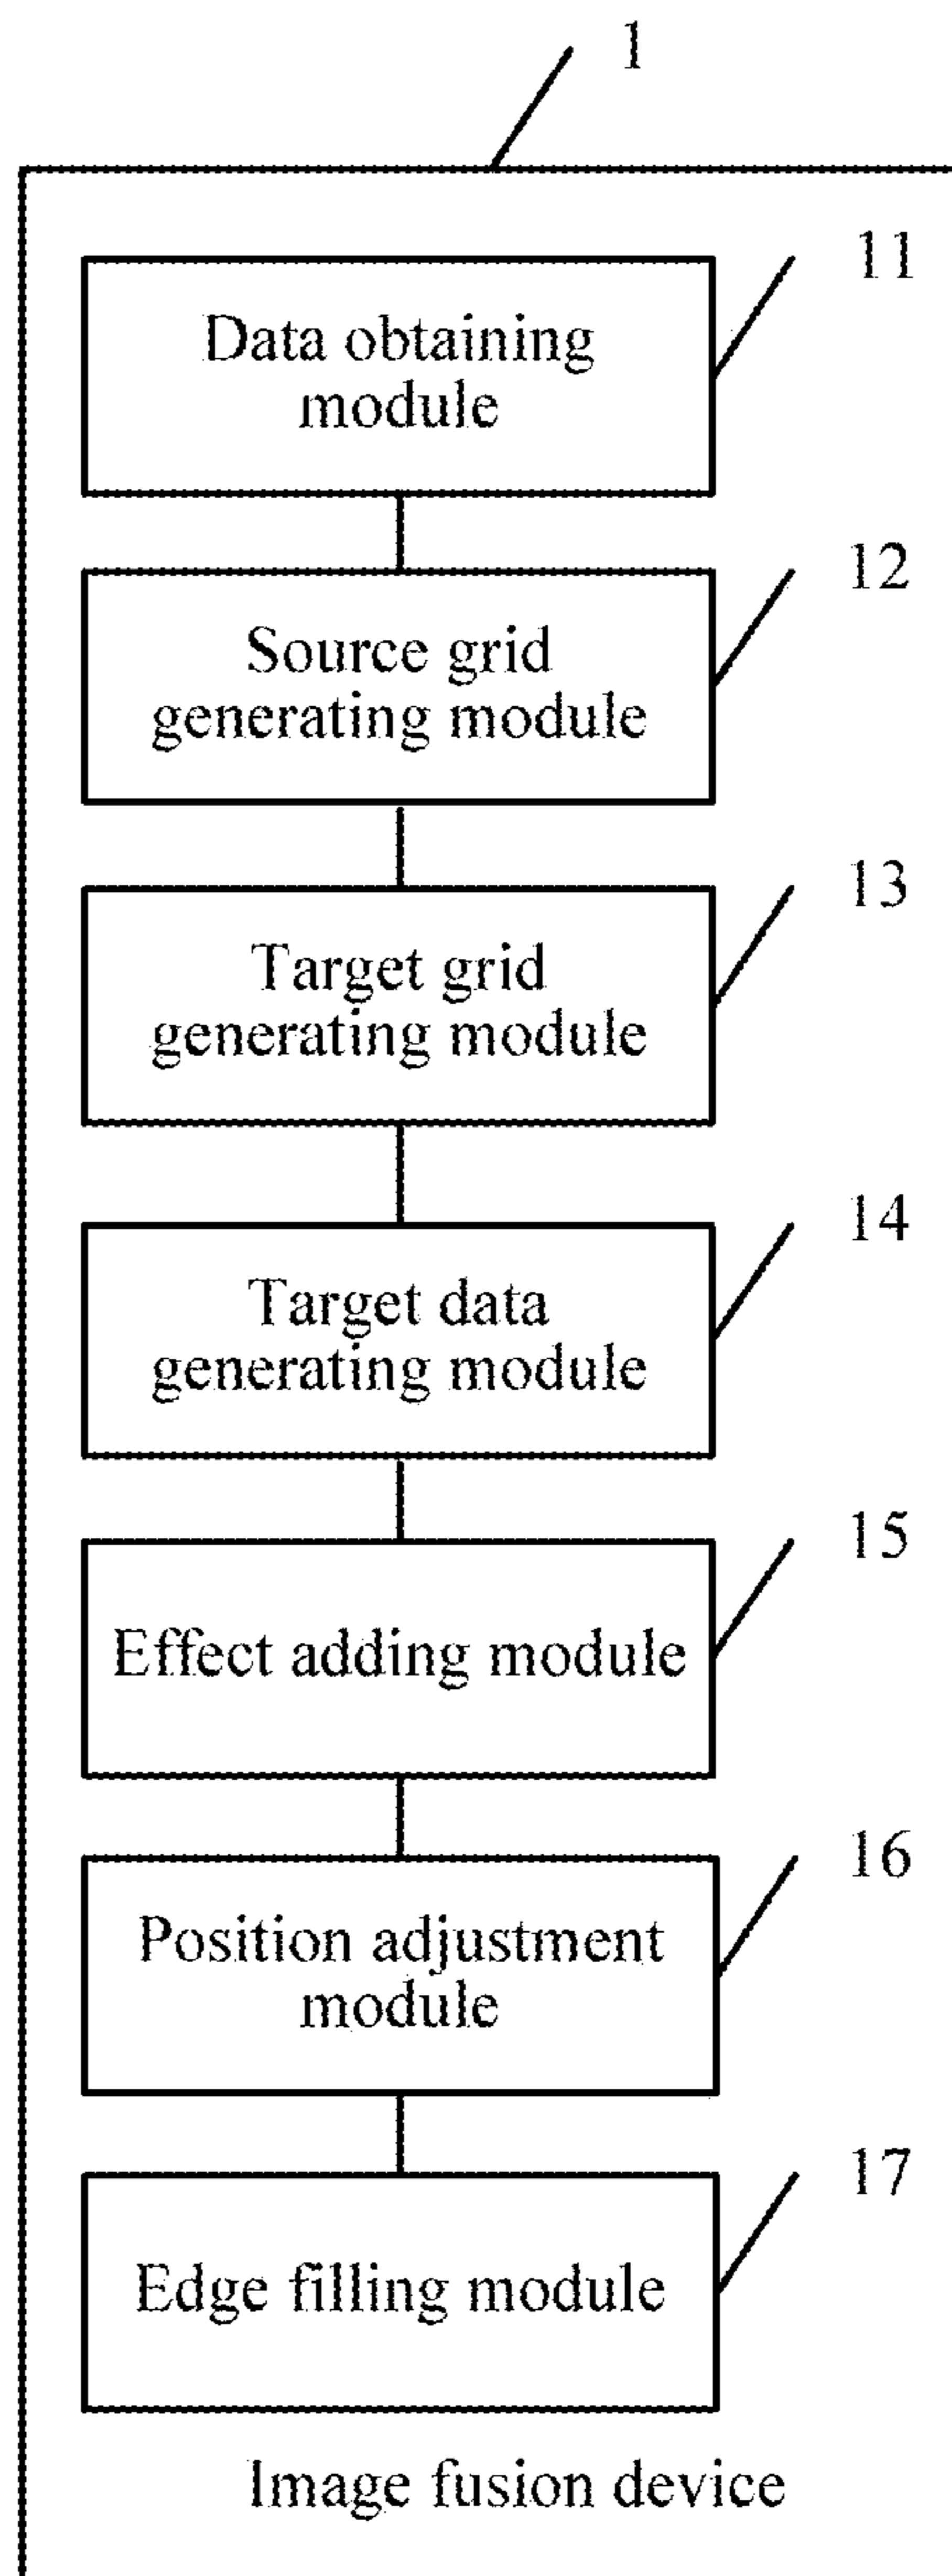 1
11
Data obtaining
module
12
Source grid
generating module
13
Target grid
generating module
14
Target data
generating module
15
Effect adding module
16
Position adjustment
module
17
Edge filling module
Image fusion device